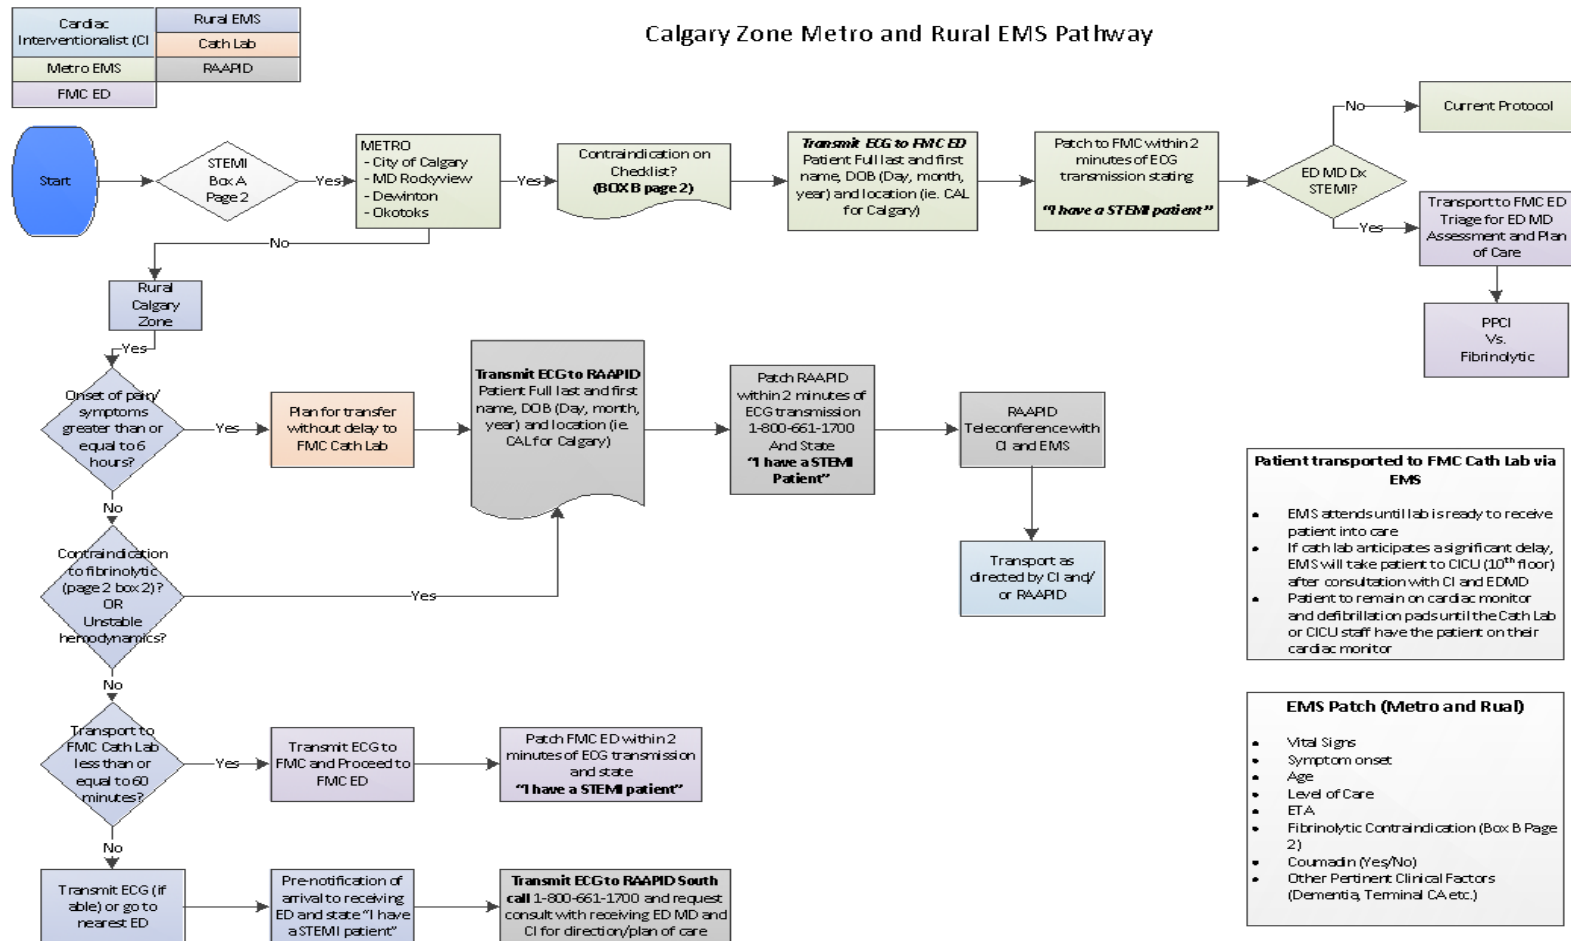 Calgary Zone Metro and Rural EMS Pathway
Cardiac
Interventionalist (CI
Rural EMS
Cath Lab
Metro EMS
RAAPID
FMC ED
Start
STEMI
Box A
Page 2
Yes
METRO
- City of Calgary
- MD Rockyview
- Dewinton
- Okotoks
Yes
Contraindication on
Checklist?
(BOX B page 2)
Transmit ECG to FMC ED
Patient Full last and first
name, DOB (Day, month,
year) and location (ie. CAL
for Calgary)
Patch to FMC within 2
minutes of ECG
transmission stating
"I have a STEMI patient"
ED MD Dx
STEMI?
No
Current Protocol
Yes
Transport to FMC ED
Triage for ED MD
Assessment and Plan
of Care
PPCI
Vs.
Fibrinolytic
No
Rural
Calgary
Zone
Yes
Onset of pain/
symptoms
greater than or
equal to 6
hours?
Yes
Plan for transfer
without delay to
FMC Cath Lab
Transmit ECG to RAAPID
Patient Full last and first
name, DOB (Day, month,
year) and location (ie.
CAL for Calgary)
Patch RAAPID
within 2 minutes of
ECG transmission
1-800-661-1700
And State
"I have a STEMI
Patient"
RAAPID
Teleconference with
CI and EMS
Transport as
directed by CI and/
or RAAPID
No
Contraindication
to fibrinolytic
(page 2 box 2)?
OR
Unstable
hemodynamics?
Yes
No
Transport to
FMC Cath Lab
less than or
equal to 60
minutes?
Yes
Transmit ECG to
FMC and Proceed to
FMC ED
Patch FMC ED within 2
minutes of ECG transmission
and state
"I have a STEMI patient"
No
Transmit ECG (if
able) or go to
nearest ED
Pre-notification of
arrival to receiving
ED and state "I have
a STEMI patient"
Transmit ECG to RAAPID South
call 1-800-661-1700 and request
consult with receiving ED MD and
CI for direction/plan of care
Patient transported to FMC Cath Lab via
EMS
• EMS attends until lab is ready to receive
patient into care
• If cath lab anticipates a significant delay,
EMS will take patient to CICU (10th floor)
after consultation with CI and EDMD
• Patient to remain on cardiac monitor
and defibrillation pads until the Cath Lab
or CICU staff have the patient on their
cardiac monitor
EMS Patch (Metro and Rual)
• Vital Signs
• Symptom onset
• Age
• Level of Care
• ETA
• Fibrinolytic Contraindication (Box B Page
2)
• Coumadin (Yes/No)
• Other Pertinent Clinical Factors
(Dementia, Terminal CA etc.)